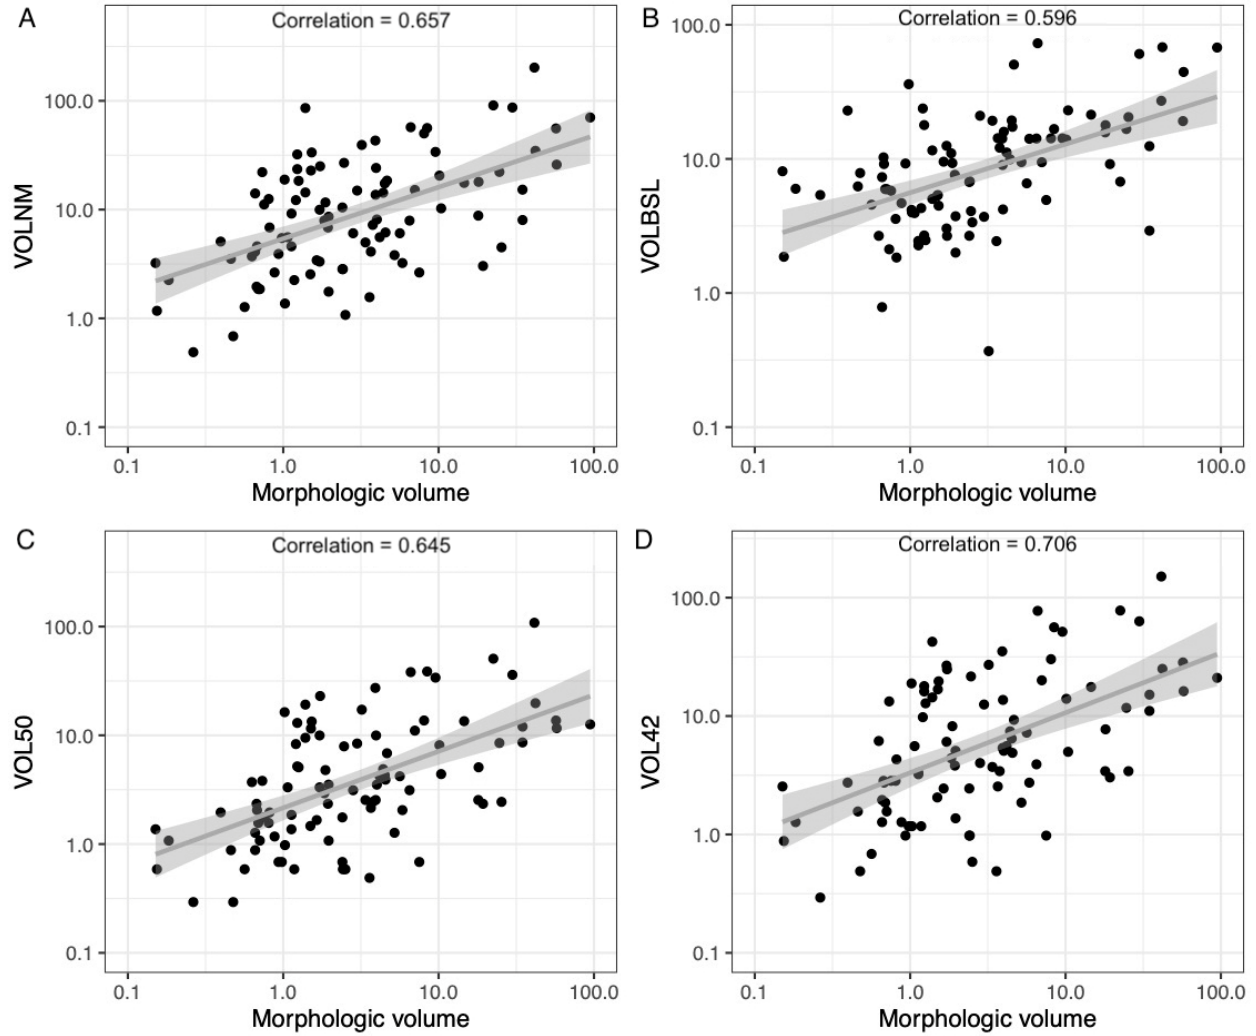 A
Correlation = 0.657
VOLNM
100.0
10.0
1.0
0.1
0.1 1.0 10.0 100.0
Morphologic volume
B
Correlation = 0.596
VOLBSL
100.0
10.0
1.0
0.1
0.1 1.0 10.0 100.0
Morphologic volume
C
Correlation = 0.645
VOL50
100.0
10.0
1.0
0.1
0.1 1.0 10.0 100.0
Morphologic volume
D
Correlation = 0.706
VOL42
100.0
10.0
1.0
0.1
0.1 1.0 10.0 100.0
Morphologic volume